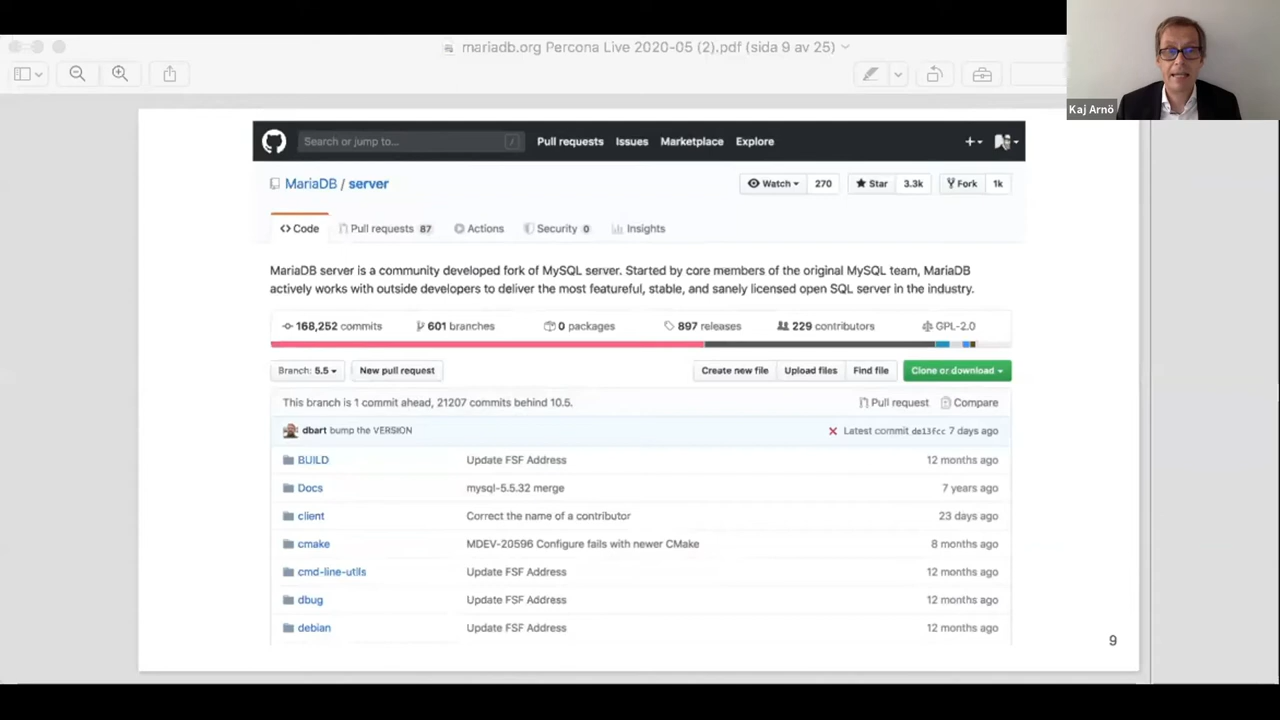 mariadb.org Percona Live 2020-05 (2).pdf (sida 9 av 25)
Kaj Arnö
Search or jump to... /
Pull requests Issues Marketplace Explore
MariaDB / server
Watch 270 Star 3.3k Fork 1k
Code Pull requests 87 Actions Security 0 Insights
MariaDB server is a community developed fork of MySQL server. Started by core members of the original MySQL team, MariaDB
actively works with outside developers to deliver the most featureful, stable, and sanely licensed open SQL server in the industry.
168,252 commits 601 branches 0 packages 897 releases 229 contributors GPL-2.0
Branch: 5.5 New pull request Create new file Upload files Find file Clone or download
This branch is 1 commit ahead, 21207 commits behind 10.5. Pull request Compare
dbart bump the VERSION Latest commit de13fcc 7 days ago
BUILD Update FSF Address 12 months ago
Docs mysql-5.5.32 merge 7 years ago
client Correct the name of a contributor 23 days ago
cmake MDEV-20596 Configure fails with newer CMake 8 months ago
cmd-line-utils Update FSF Address 12 months ago
dbug Update FSF Address 12 months ago
debian Update FSF Address 12 months ago
9